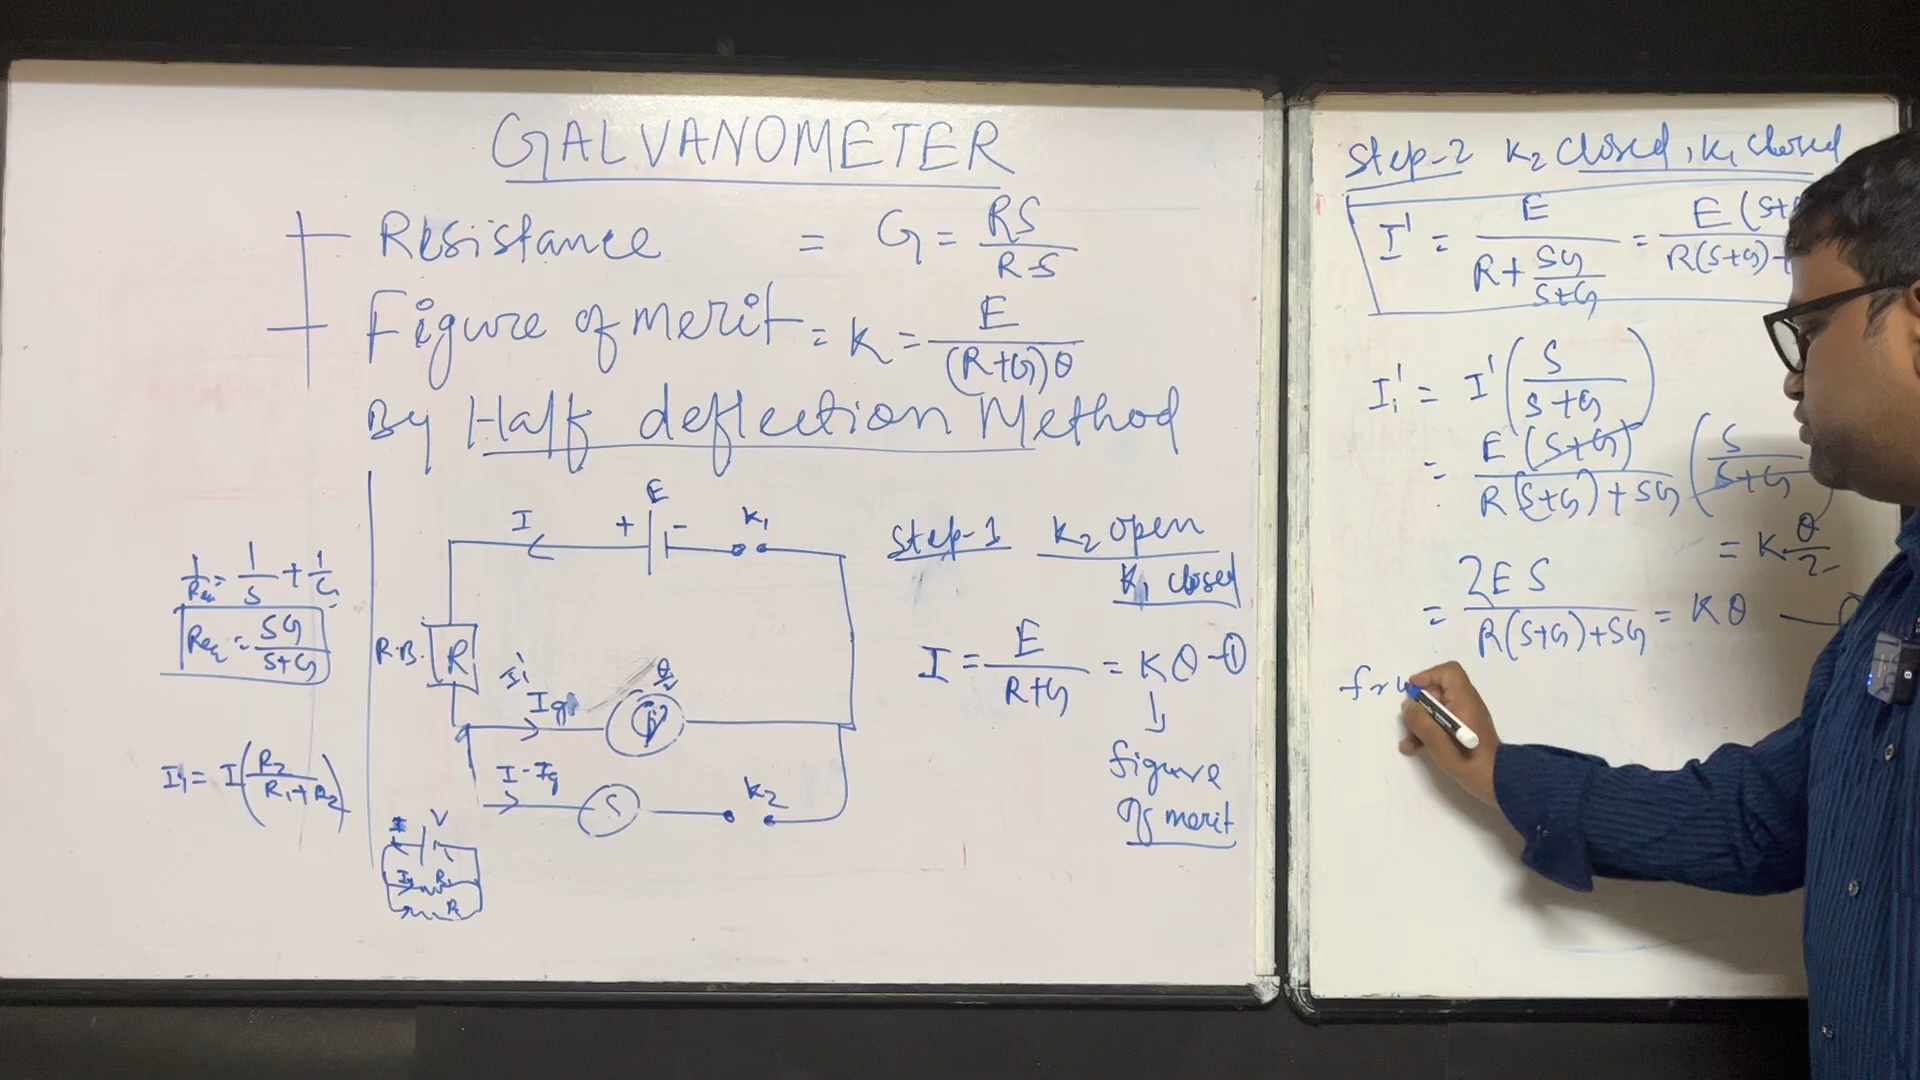 GALVANOMETER
Resistance = G = RS / R-S
Figure of merit = K = E / (R+G)θ
By Half deflection Method
1/Req = 1/S + 1/G
Req = SG / S+G
I1 = I(R2 / R1+R2)
I + E - K1
R.B. R
Ig θ/2
G
I-Ig S K2
V
I1 R1
Step-1 K2 open
K1 closed
I = E / R+G = Kθ -①
figure
of merit
Step-2 K2 closed, K1 closed
I' = E / R + SG / S+G = E(S+ / R(S+G)+
I1' = I'(S / S+G)
= E(S+G) / R(S+G)+SG (S / S+G)
= K θ/2
= 2ES / R(S+G)+SG = Kθ —